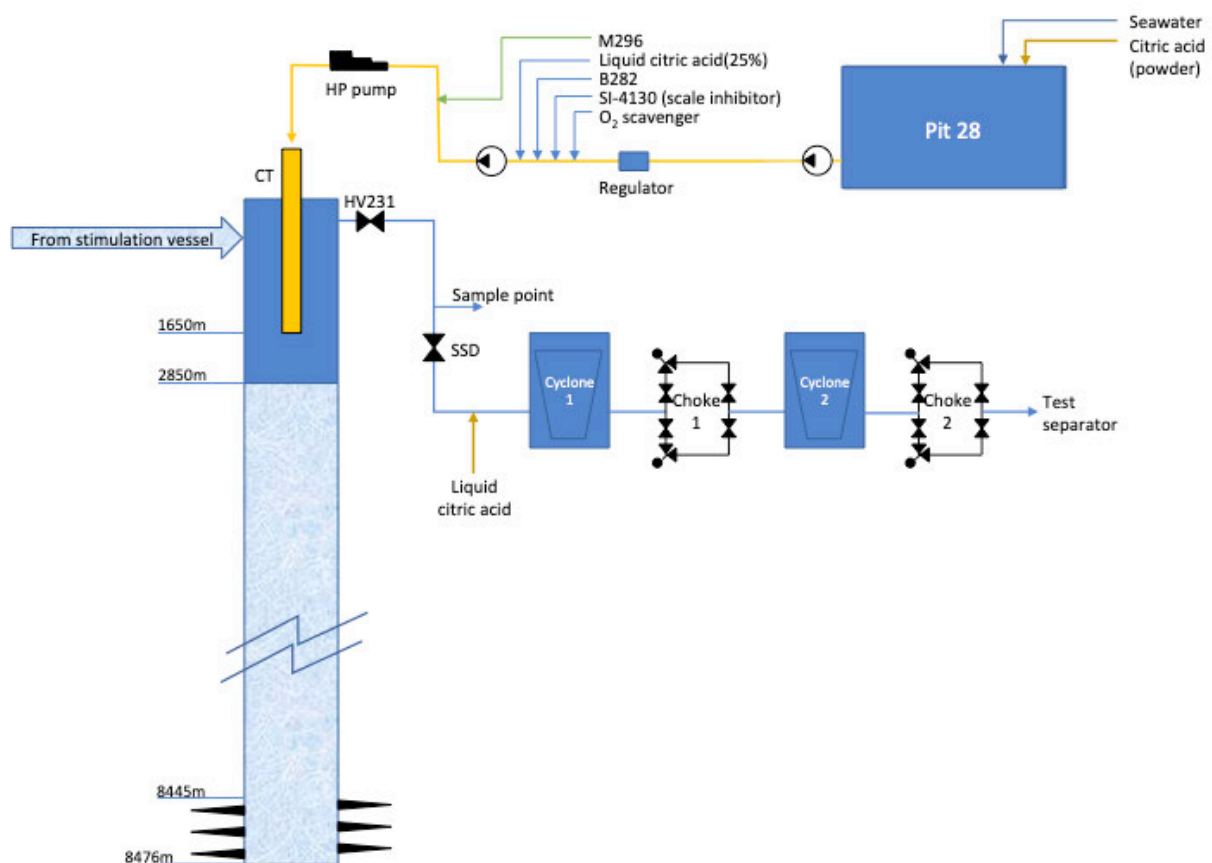 M296
Liquid citric acid(25%)
B282
SI-4130 (scale inhibitor)
O₂ scavenger
HP pump
Regulator
Seawater
Citric acid
(powder)
Pit 28
CT
HV231
From stimulation vessel
Sample point
1650m
SSD
2850m
Cyclone
1
Choke
1
Cyclone
2
Choke
2
Test
separator
Liquid
citric acid
8445m
8476m